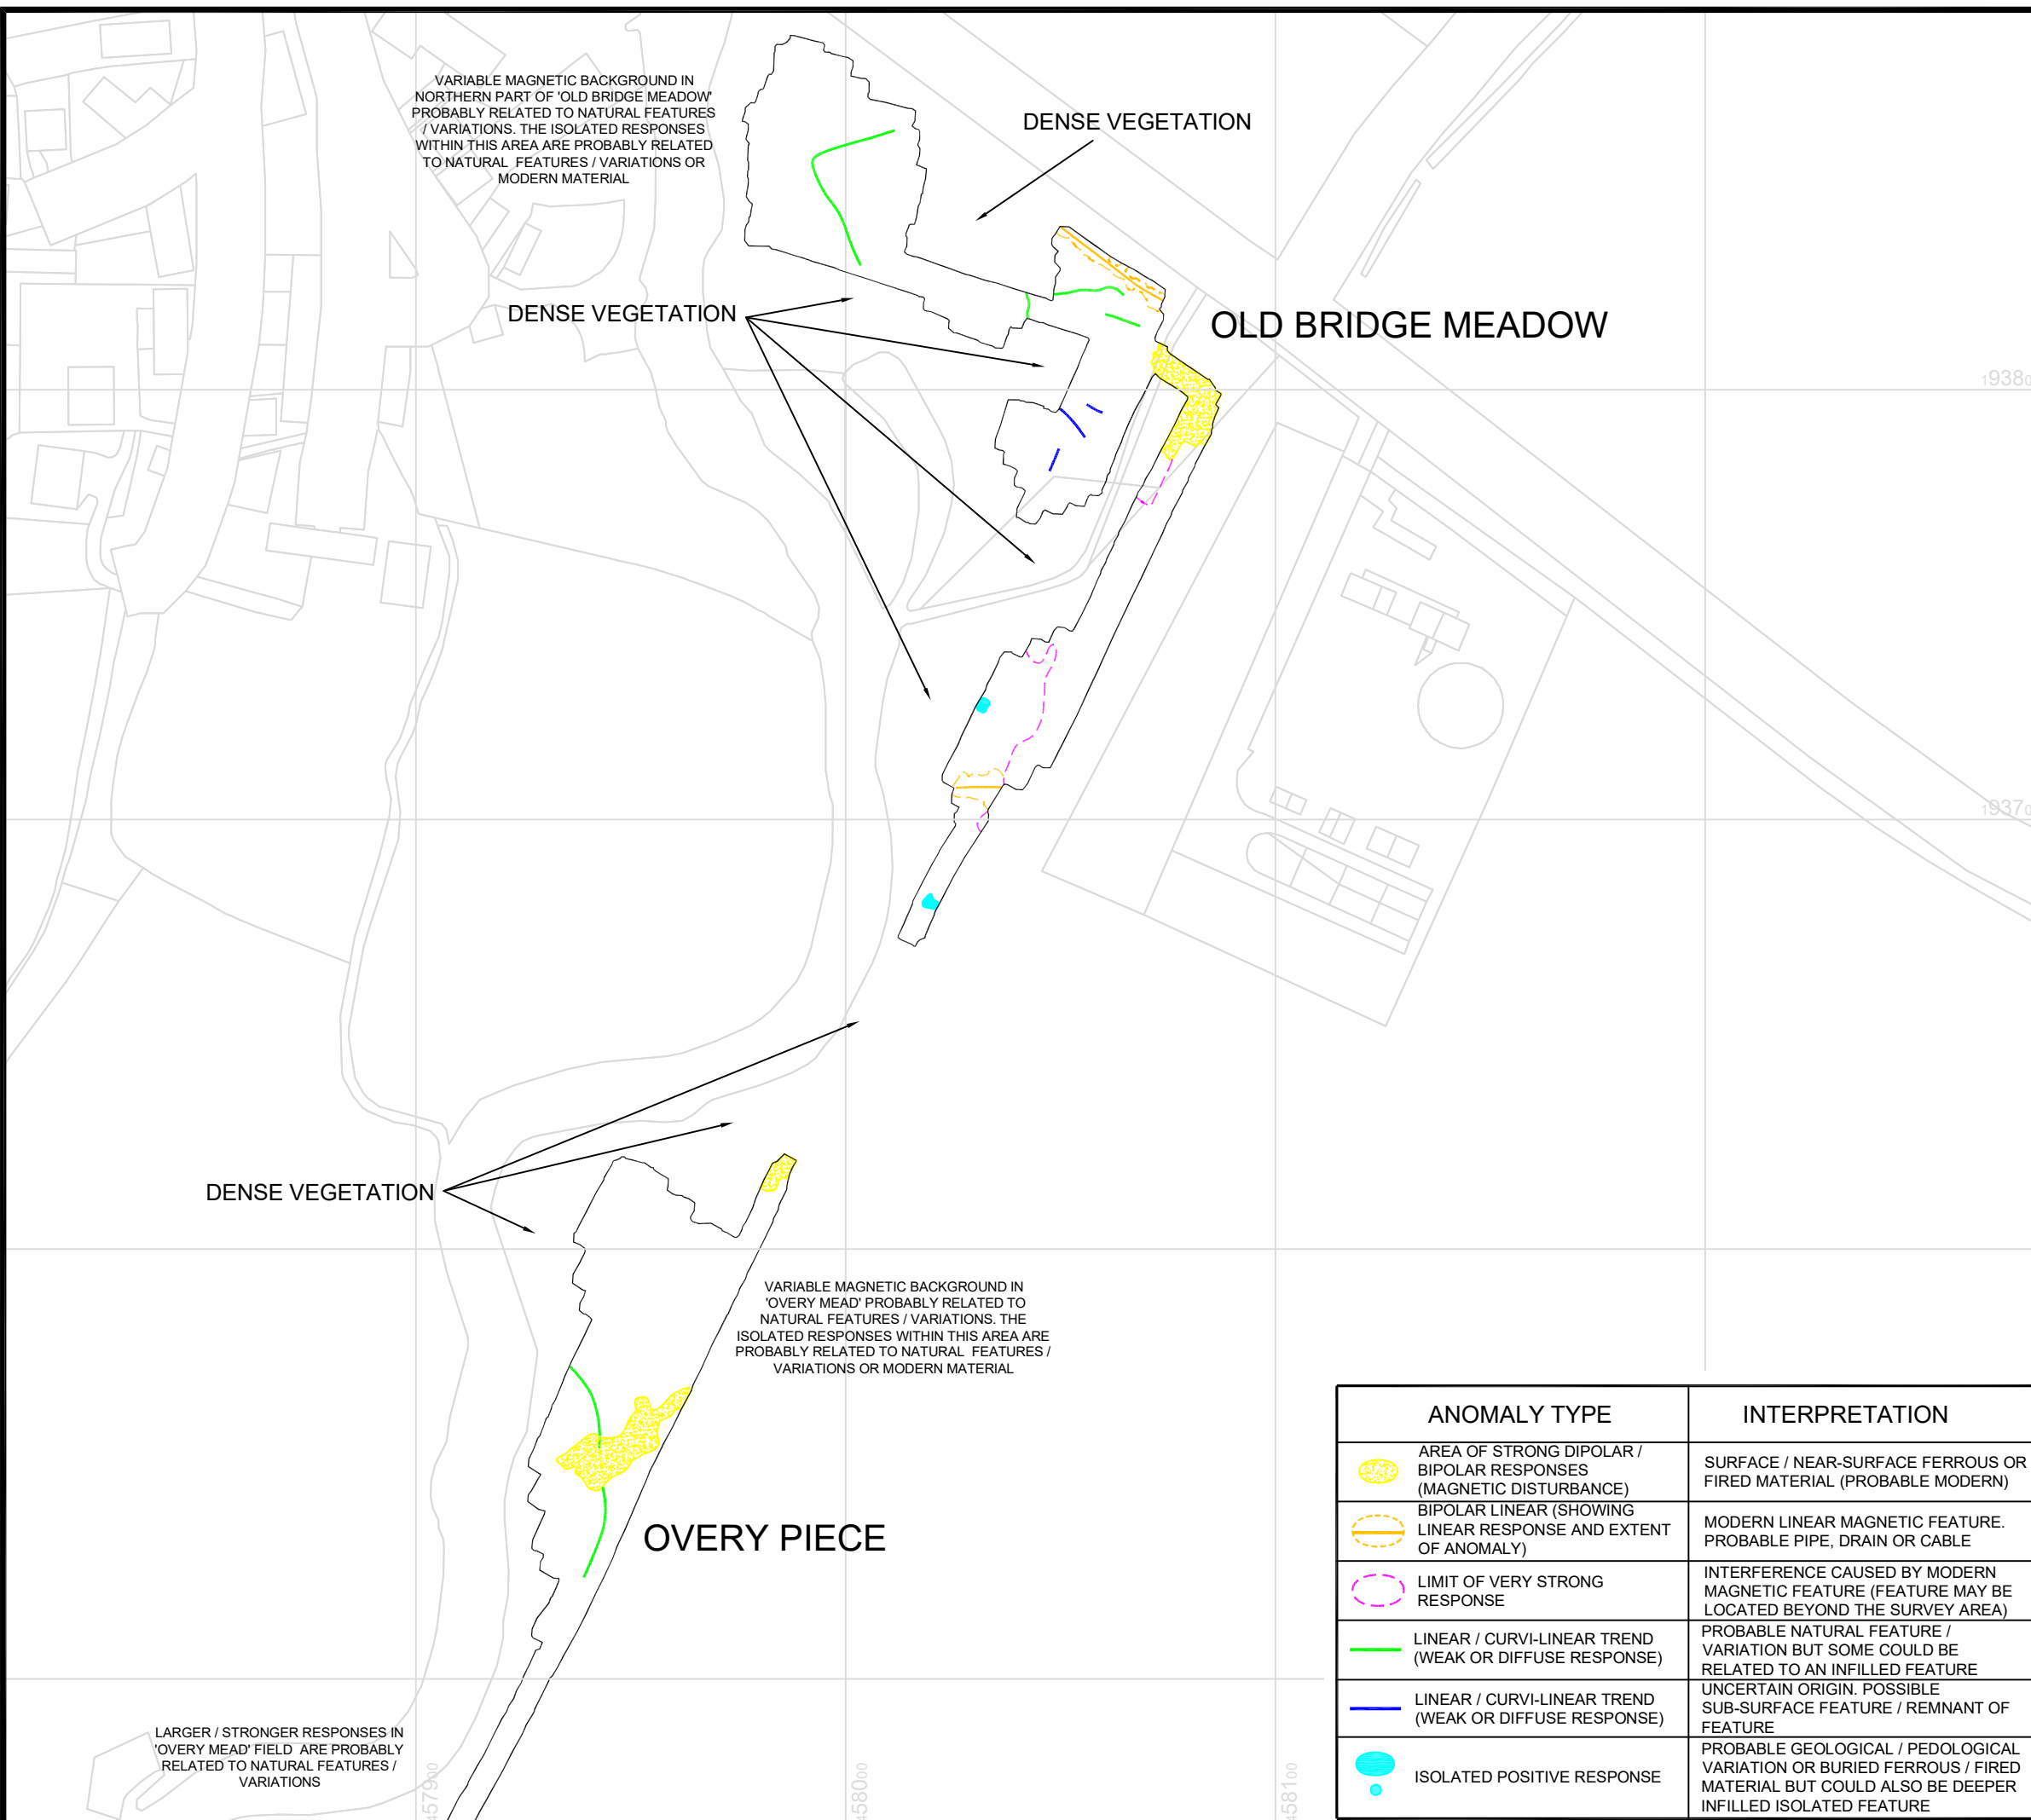 VARIABLE MAGNETIC BACKGROUND IN
NORTHERN PART OF 'OLD BRIDGE MEADOW'
PROBABLY RELATED TO NATURAL FEATURES
/ VARIATIONS. THE ISOLATED RESPONSES
WITHIN THIS AREA ARE PROBABLY RELATED
TO NATURAL FEATURES / VARIATIONS OR
MODERN MATERIAL
DENSE VEGETATION
DENSE VEGETATION
OLD BRIDGE MEADOW
19380
19370
DENSE VEGETATION
VARIABLE MAGNETIC BACKGROUND IN
'OVERY MEAD' PROBABLY RELATED TO
NATURAL FEATURES / VARIATIONS. THE
ISOLATED RESPONSES WITHIN THIS AREA ARE
PROBABLY RELATED TO NATURAL FEATURES /
VARIATIONS OR MODERN MATERIAL
OVERY PIECE
LARGER / STRONGER RESPONSES IN
'OVERY MEAD' FIELD ARE PROBABLY
RELATED TO NATURAL FEATURES /
VARIATIONS
457900
458000
458100
ANOMALY TYPE
INTERPRETATION
AREA OF STRONG DIPOLAR /
BIPOLAR RESPONSES
(MAGNETIC DISTURBANCE)
SURFACE / NEAR-SURFACE FERROUS OR
FIRED MATERIAL (PROBABLE MODERN)
BIPOLAR LINEAR (SHOWING
LINEAR RESPONSE AND EXTENT
OF ANOMALY)
MODERN LINEAR MAGNETIC FEATURE.
PROBABLE PIPE, DRAIN OR CABLE
LIMIT OF VERY STRONG
RESPONSE
INTERFERENCE CAUSED BY MODERN
MAGNETIC FEATURE (FEATURE MAY BE
LOCATED BEYOND THE SURVEY AREA)
LINEAR / CURVI-LINEAR TREND
(WEAK OR DIFFUSE RESPONSE)
PROBABLE NATURAL FEATURE /
VARIATION BUT SOME COULD BE
RELATED TO AN INFILLED FEATURE
LINEAR / CURVI-LINEAR TREND
(WEAK OR DIFFUSE RESPONSE)
UNCERTAIN ORIGIN. POSSIBLE
SUB-SURFACE FEATURE / REMNANT OF
FEATURE
ISOLATED POSITIVE RESPONSE
PROBABLE GEOLOGICAL / PEDOLOGICAL
VARIATION OR BURIED FERROUS / FIRED
MATERIAL BUT COULD ALSO BE DEEPER
INFILLED ISOLATED FEATURE